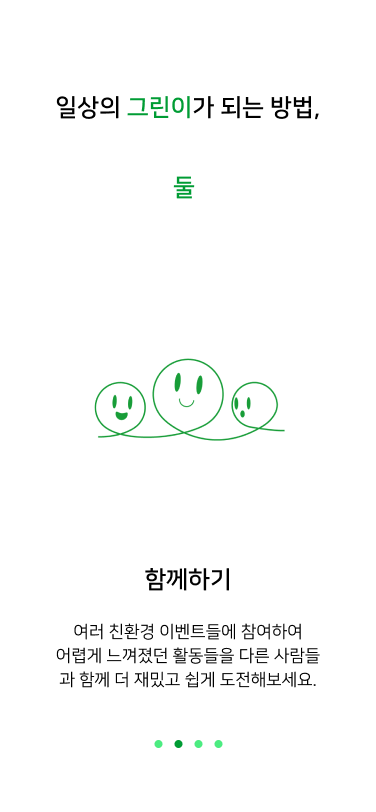 일상의 그린이가 되는 방법,
둘
함께하기
여러 친환경 이벤트들에 참여하여
어렵게 느껴졌던 활동들을 다른 사람들
과 함께 더 재밌고 쉽게 도전해보세요.